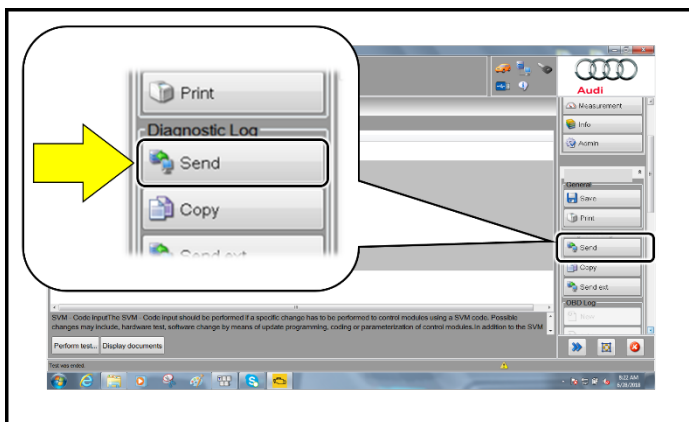 Print
Diagnostic Log
Send
Copy
Send ext
Audi
Measurement
Info
Admin
General
Save
Print
Send
Copy
Send ext
OBD Log
SVM - Code InputThe SVM - Code input should be performed if a specific change has to be performed to control modules using a SVM code. Possible
changes may include, hardware test, software change by means of update programming, coding or parameterization of control modules.In addition to the SVM
Perform test... Display documents
Test was ended.
9:22 AM